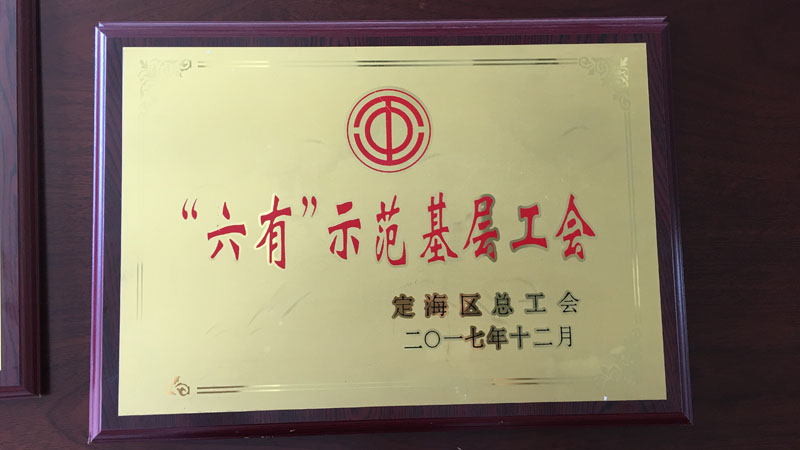 “六有”示范基层工会
定海区总工会
二〇一七年十二月